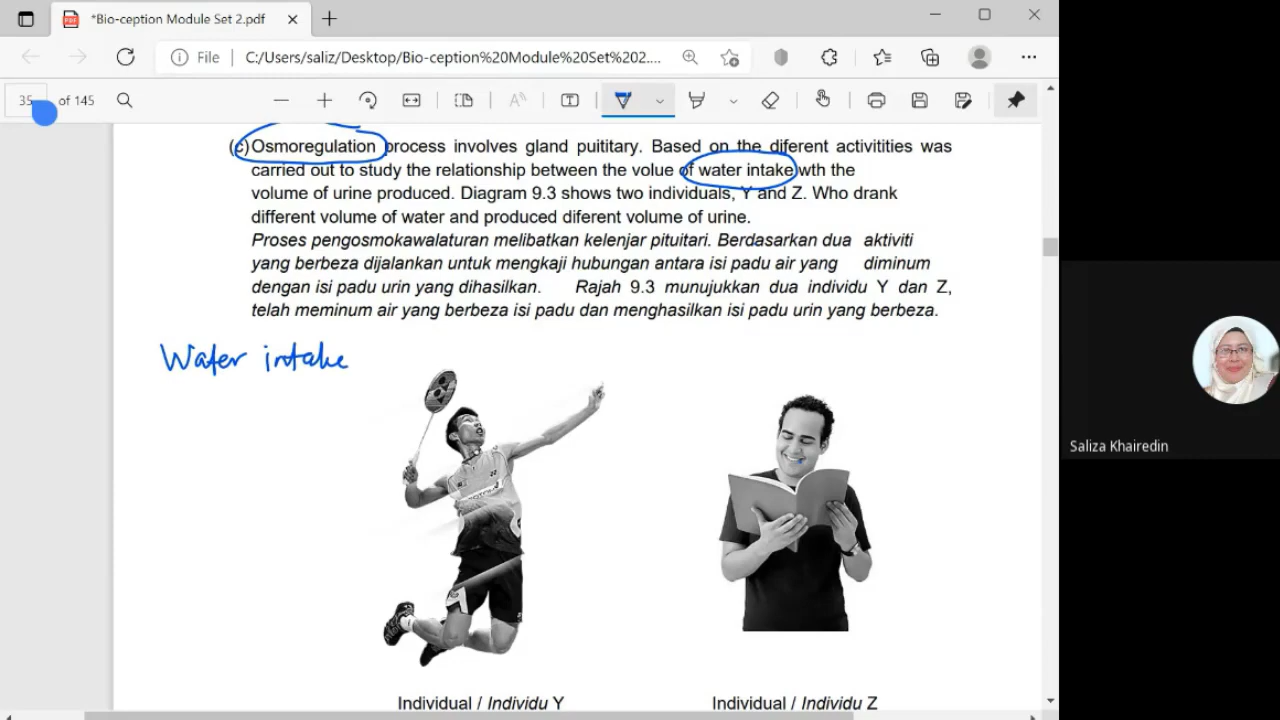 *Bio-ception Module Set 2.pdf
File C:/Users/saliz/Desktop/Bio-ception%20Module%20Set%202....
35 of 145
(c) Osmoregulation process involves gland puititary. Based on the diferent activitities was
carried out to study the relationship between the volue of water intake wth the
volume of urine produced. Diagram 9.3 shows two individuals, Y and Z. Who drank
different volume of water and produced diferent volume of urine.
Proses pengosmokawalaturan melibatkan kelenjar pituitari. Berdasarkan dua aktiviti
yang berbeza dijalankan untuk mengkaji hubungan antara isi padu air yang diminum
dengan isi padu urin yang dihasilkan. Rajah 9.3 munujukkan dua individu Y dan Z,
telah meminum air yang berbeza isi padu dan menghasilkan isi padu urin yang berbeza.
Water intake
Individual / Individu Y
Individual / Individu Z
Saliza Khairedin